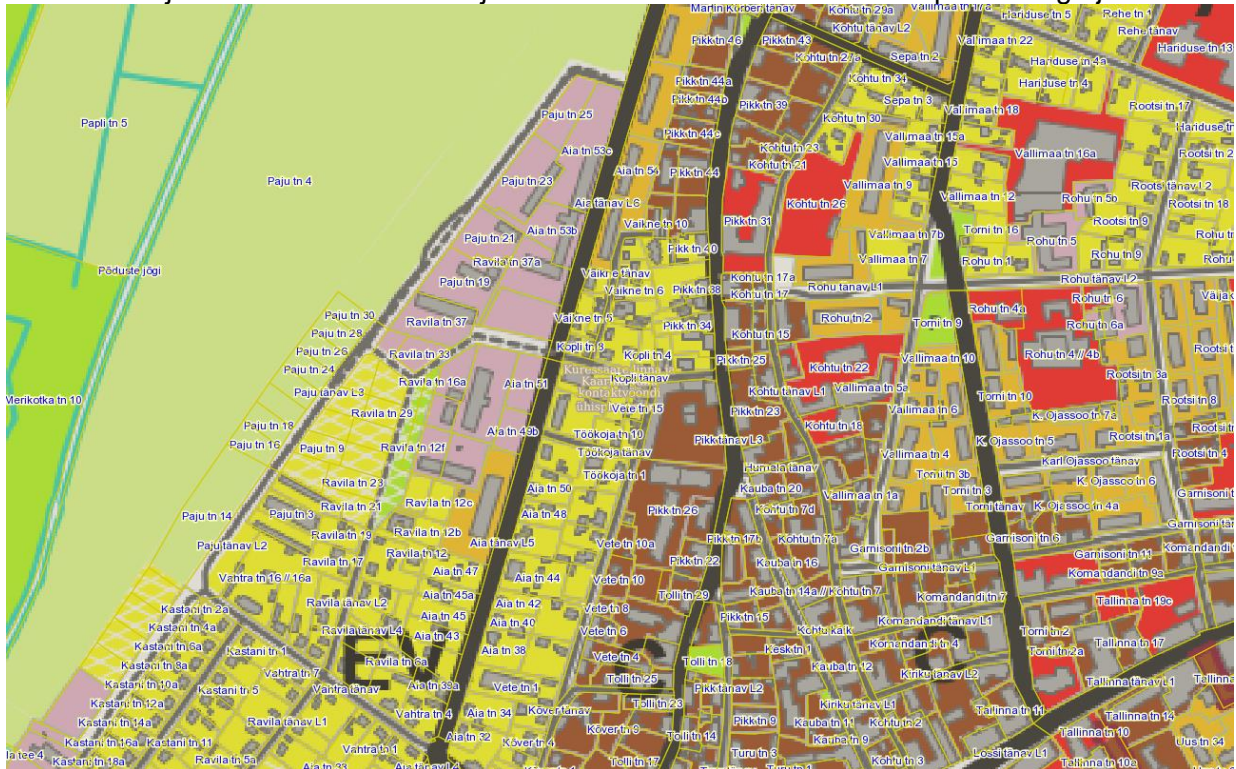 Martin Körber tänav
Kohtu tn 29a
Vallimaa tn 17a
Hariduse tn 5
Rehe tn 1
Pikk tn 46
Pikk tn 43
Kohtu tänav L2
Vallimaa tn 22
Rehe tänav
Kohtu tn 27a
Sepa tn 2
Hariduse tn 13
Hariduse tn 4a
Pikk tn 44a
Kohtu tn 34
Hariduse tn 4
Papli tn 5
Paju tn 25
Pikk tn 44b
Pikk tn 39
Sepa tn 3
Vallimaa tn 18
Rootsi tn 17
Kohtu tn 30
Pikk tn 44c
Vallimaa tn 15a
Aia tn 53c
Kohtu tn 23
Vallimaa tn 16a
Paju tn 4
Paju tn 23
Aia tn 54
Pikk tn 44
Kohtu tn 21
Vallimaa tn 15
Vallimaa tn 9
Rootsi tänav L2
Aia tänav L6
Kohtu tn 26
Vallimaa tn 12
Rohu tn 5b
Rootsi tn 18
Pikk tn 31
Rootsi tn 9
Vaikne tn 10
Aia tn 53b
Torni tn 16
Paju tn 21
Vallimaa tn 7b
Rohu tn 5
Pikk tn 40
Vallimaa tn 7
Rohu tn 1
Rohu tn 9
Põduste jõgi
Ravila tn 37a
Vaikne tänav
Kohtu tn 17a
Rohu tänav L2
Paju tn 19
Vaikne tn 6
Pikk tn 38
Kohtu tn 17
Rohu tänav L1
Rohu tn 6
Paju tn 30
Ravila tn 37
Vaikne tn 5
Rohu tn 2
Torni tn 9
Rohu tn 4a
Rohu tn 6a
Paju tn 28
Pikk tn 34
Kohtu tn 15
Paju tn 26
Ravila tn 33
Kopli tn 3
Kopli tn 4
Pikk tn 25
Vallimaa tn 10
Rohu tn 4 // 4b
Paju tn 24
Kohtu tn 22
Rootsi tn 3a
Ravila tn 16a
Aia tn 51
Kopli tänav
Paju tänav L3
Kohtu tänav L1
Vallimaa tn 5a
Torni tn 10
Merikotka tn 10
Rootsi tn 8
Ravila tn 29
Vete tn 15
Pikk tn 23
Vallimaa tn 6
K. Ojassoo tn 7a
Paju tn 18
Aia tn 49b
Töökoja tn 10
Kohtu tn 18
Paju tn 16
Paju tn 9
Ravila tn 12f
Pikk tänav L3
K. Ojassoo tn 5
Rootsi tn 1a
Töökoja tänav
Vallimaa tn 4
Rootsi tn 4
Humala tänav
Karl Ojassoo tänav
Ravila tn 23
Töökoja tn 1
Torni tn 3b
K. Ojassoo tn 6
Aia tn 50
Kauba tn 20
Torni tn 3
Ravila tn 21
Ravila tn 12c
Vallimaa tn 1a
Torni tänav
K. Ojassoo tn 4a
Paju tn 14
Paju tn 3
Aia tn 48
Pikk tn 26
Kohtu tn 7d
Ravila tn 19
Ravila tn 12b
Pikk tn 17b
Kohtu tn 7a
Garnisoni tn 6
Paju tänav L2
Aia tänav L5
Vete tn 10a
Garnisoni tn 2b
Garnisoni tn 11
Ravila tn 17
Ravila tn 12
Pikk tn 22
Kauba tn 16
Garnisoni tänav L1
Komandandi tn 9a
Vahtra tn 16 // 16a
Aia tn 47
Aia tn 44
Vete tn 10
Kauba tn 14a // Kohtu tn 7
Aia tn 45a
Tolli tn 29
Komandandi tn 7
Kastani tn 2a
Ravila tänav L2
Aia tn 42
Vete tn 8
Tallinna tn 19c
Aia tn 45
Pikk tn 15
Aia tn 40
Komandandi tänav L1
Kastani tn 4a
Ravila tänav L4
Aia tn 43
Vete tn 6
Kohtu kalk
Torni tn 2
Kastani tn 6a
Kastani tn 1
Aia tn 38
Kesk tn 1
Komandandi tn 4
Tallinna tn 17
Kastani tn 8a
Ravila tn 6a
Vete tn 4
Tolli tn 18
Kauba tn 12
Torni tn 2a
Vahtra tn 7
Kiriku tänav L2
Kastani tn 10a
Tolli tn 25
Tallinna tänav L1
Kastani tn 5
Vahtra tänav
Aia tn 39a
Vete tn 1
Pikk tänav L2
Kastani tn 12a
Tolli tn 23
Kiriku tänav L1
Tallinna tn 11
Kastani tn 14a
Ravila tänav L1
Vahtra tn 4
Aia tn 34
Kõver tänav
Pikk tn 9
Kauba tn 11
Kohtu tn 2
Tallinna tn 14
Kastani tn 16a
Kastani tn 11
Aia tn 32
Kõver tn 4
Kõver tn 9
Tolli tn 14
Kauba tn 9
Tallinna tn 10
Uus tn 34
Vahtra tn 1
Turu tn 3
Lossi tänav L1
Kastani tn 18a
Ravila tn 5a
Tolli tn 17
Kohtu tn 3
Tallinna tn 10a
Aia tn 33
Aia tänav L4
Turu tn 1